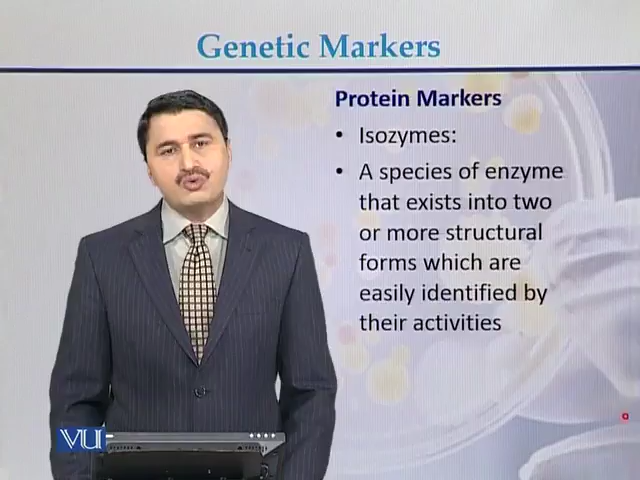 Genetic Markers
Protein Markers
• Isozymes:
• A species of enzyme
that exists into two
or more structural
forms which are
easily identified by
their activities
VU